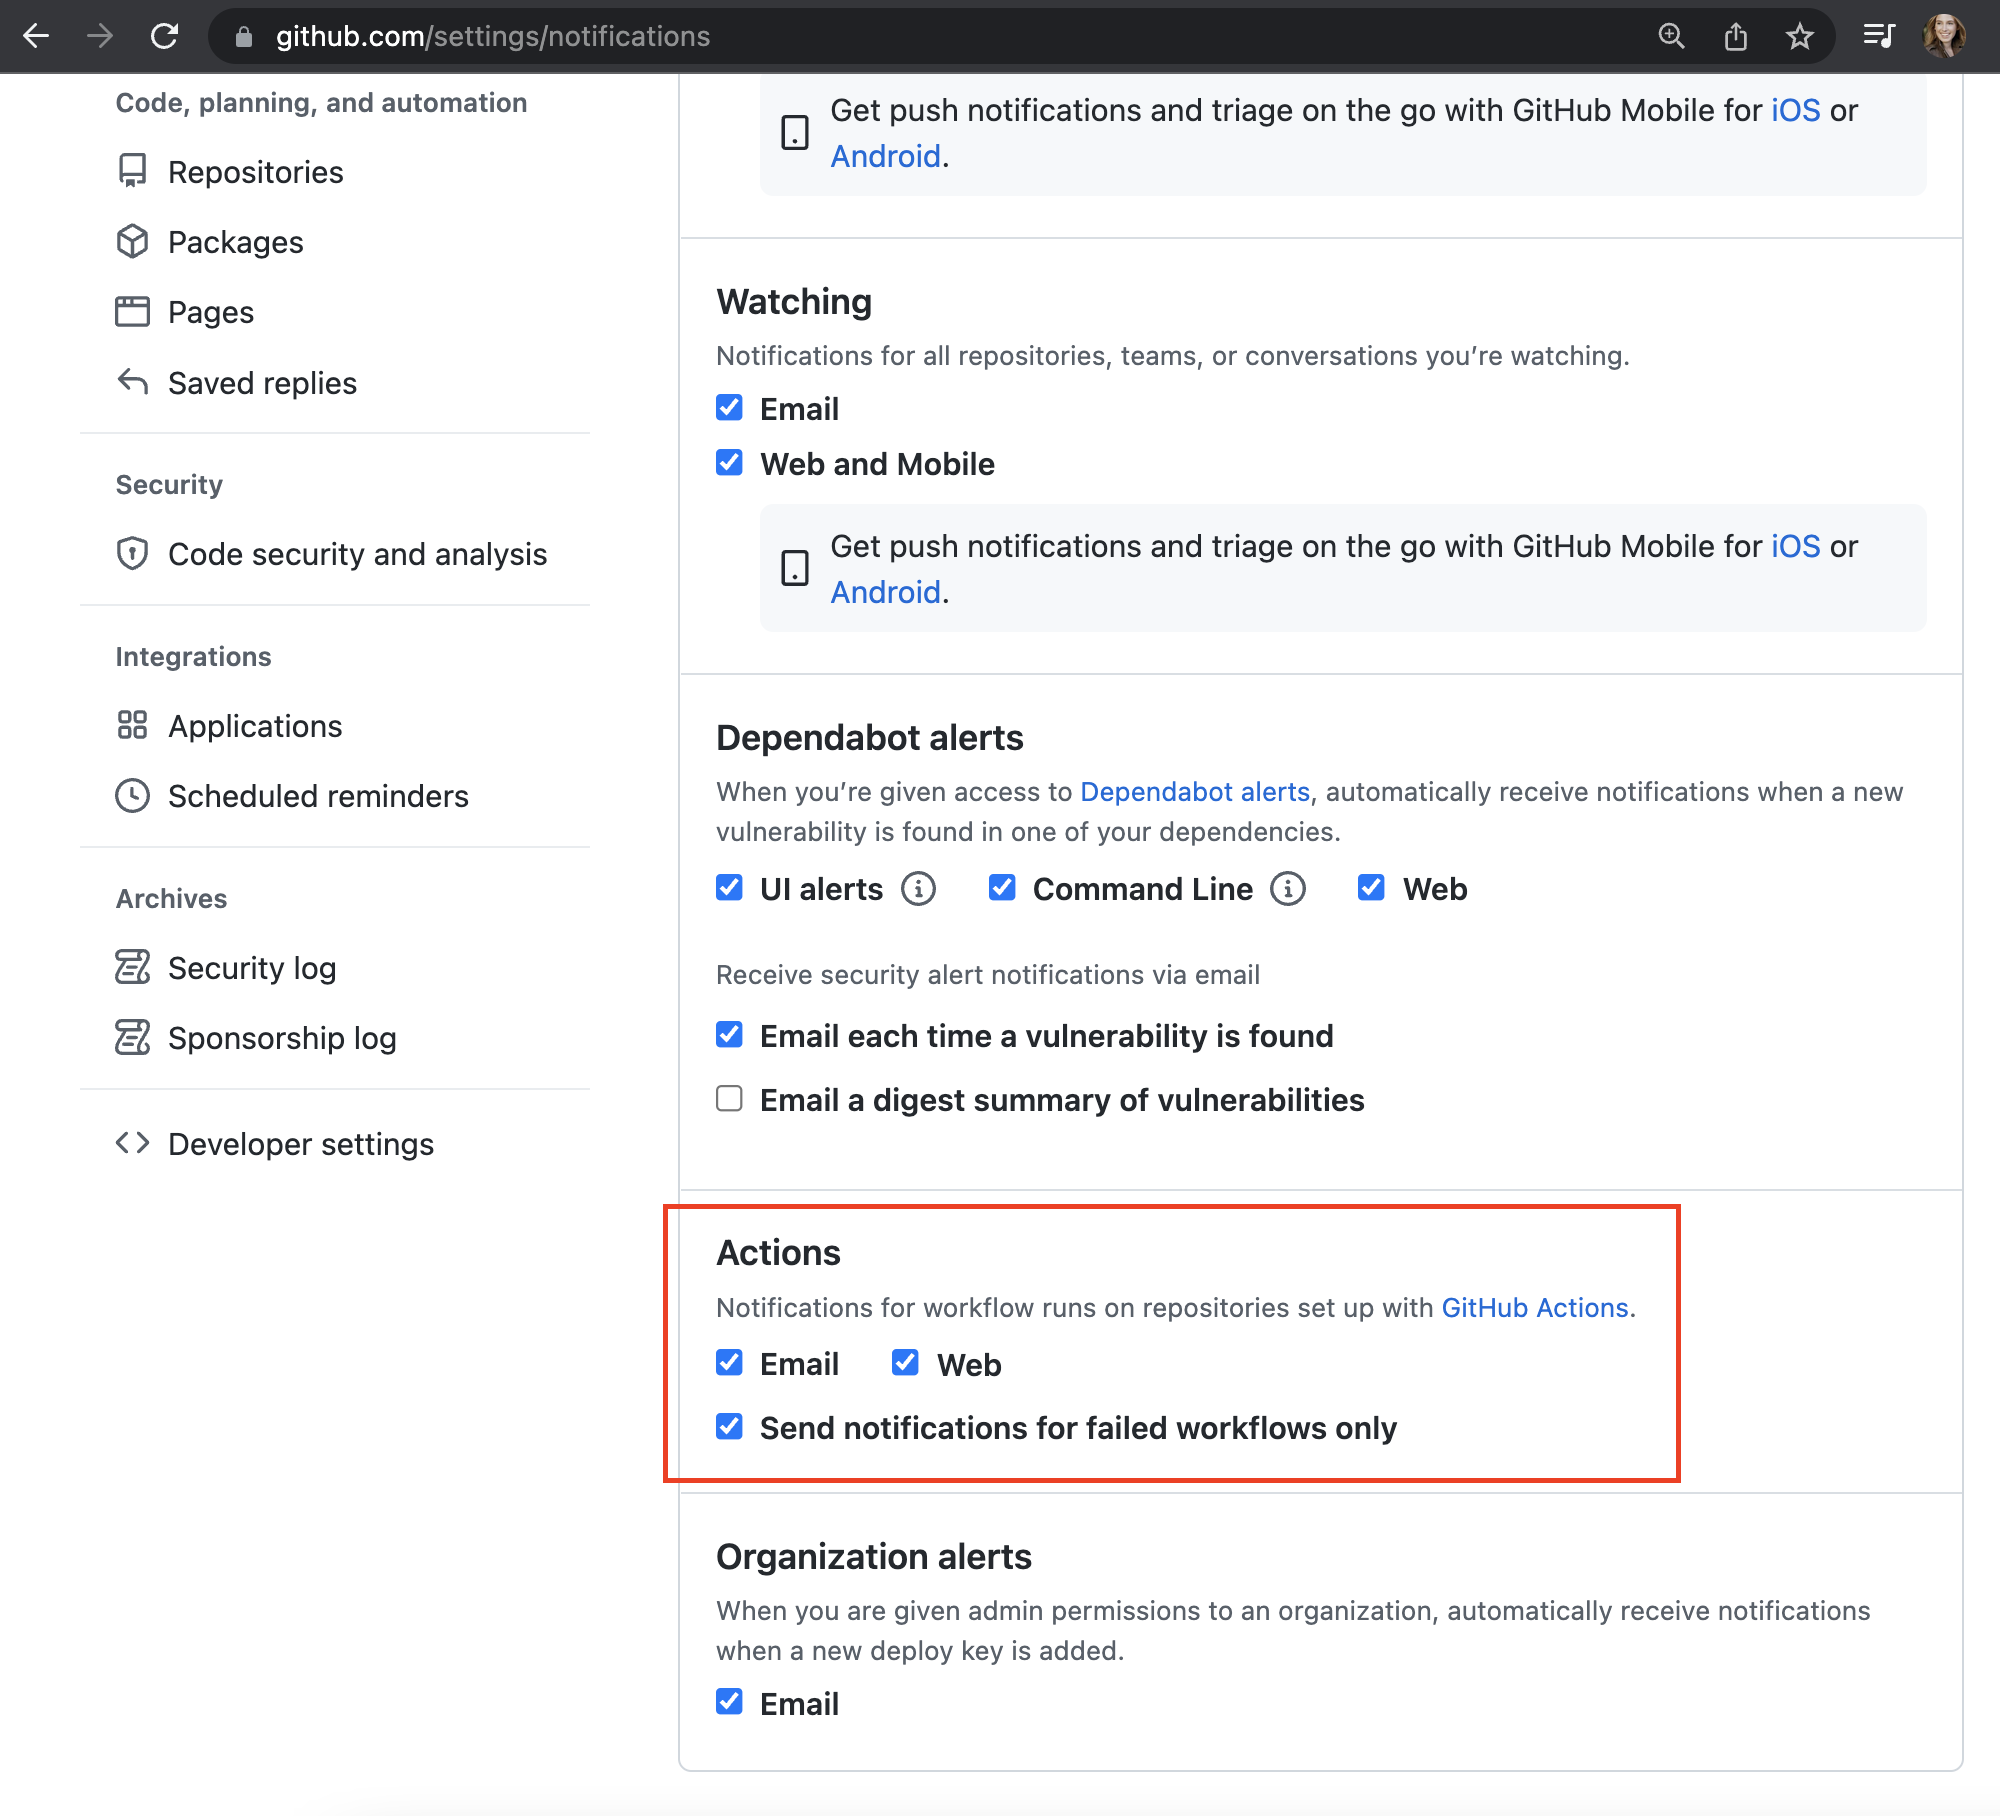 github.com/settings/notifications
Code, planning, and automation
Repositories
Packages
Pages
Saved replies
Security
Code security and analysis
Integrations
Applications
Scheduled reminders
Archives
Security log
Sponsorship log
Developer settings
Get push notifications and triage on the go with GitHub Mobile for iOS or
Android.
Watching
Notifications for all repositories, teams, or conversations you’re watching.
Email
Web and Mobile
Get push notifications and triage on the go with GitHub Mobile for iOS or
Android.
Dependabot alerts
When you’re given access to Dependabot alerts, automatically receive notifications when a new
vulnerability is found in one of your dependencies.
UI alerts Command Line Web
Receive security alert notifications via email
Email each time a vulnerability is found
Email a digest summary of vulnerabilities
Actions
Notifications for workflow runs on repositories set up with GitHub Actions.
Email Web
Send notifications for failed workflows only
Organization alerts
When you are given admin permissions to an organization, automatically receive notifications
when a new deploy key is added.
Email